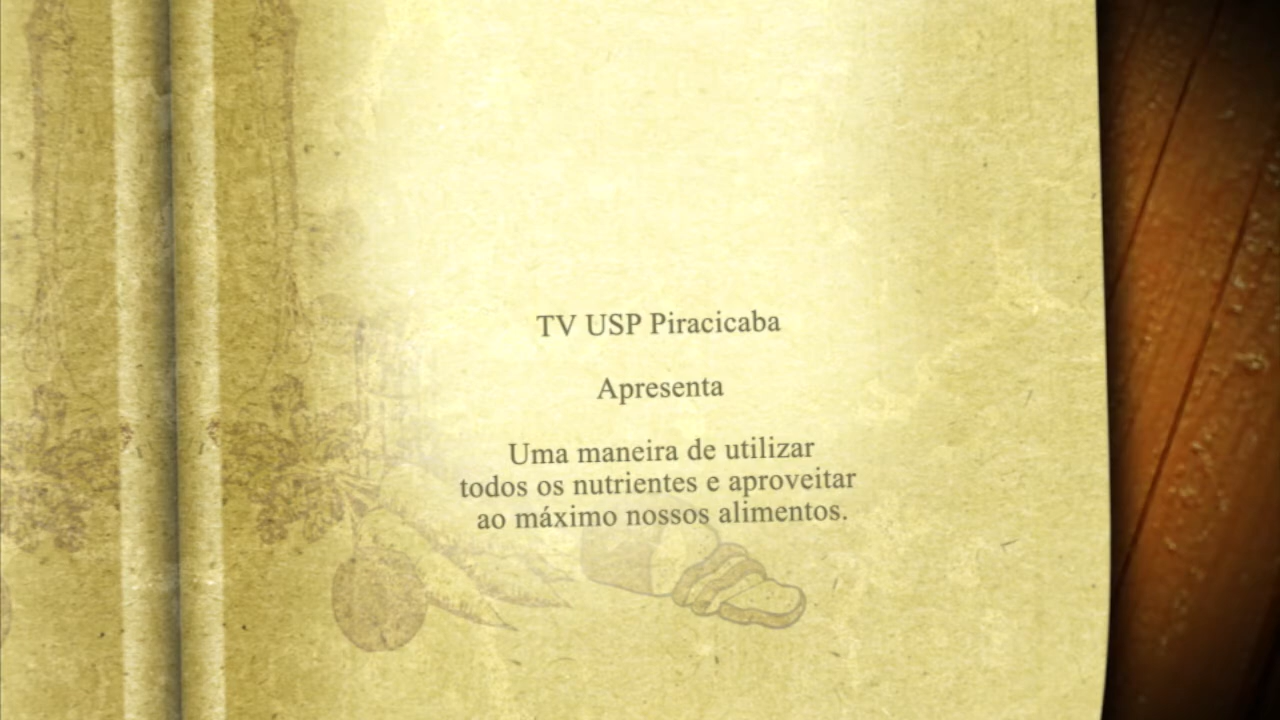 TV USP Piracicaba
Apresenta
Uma maneira de utilizar
todos os nutrientes e aproveitar
ao máximo nossos alimentos.